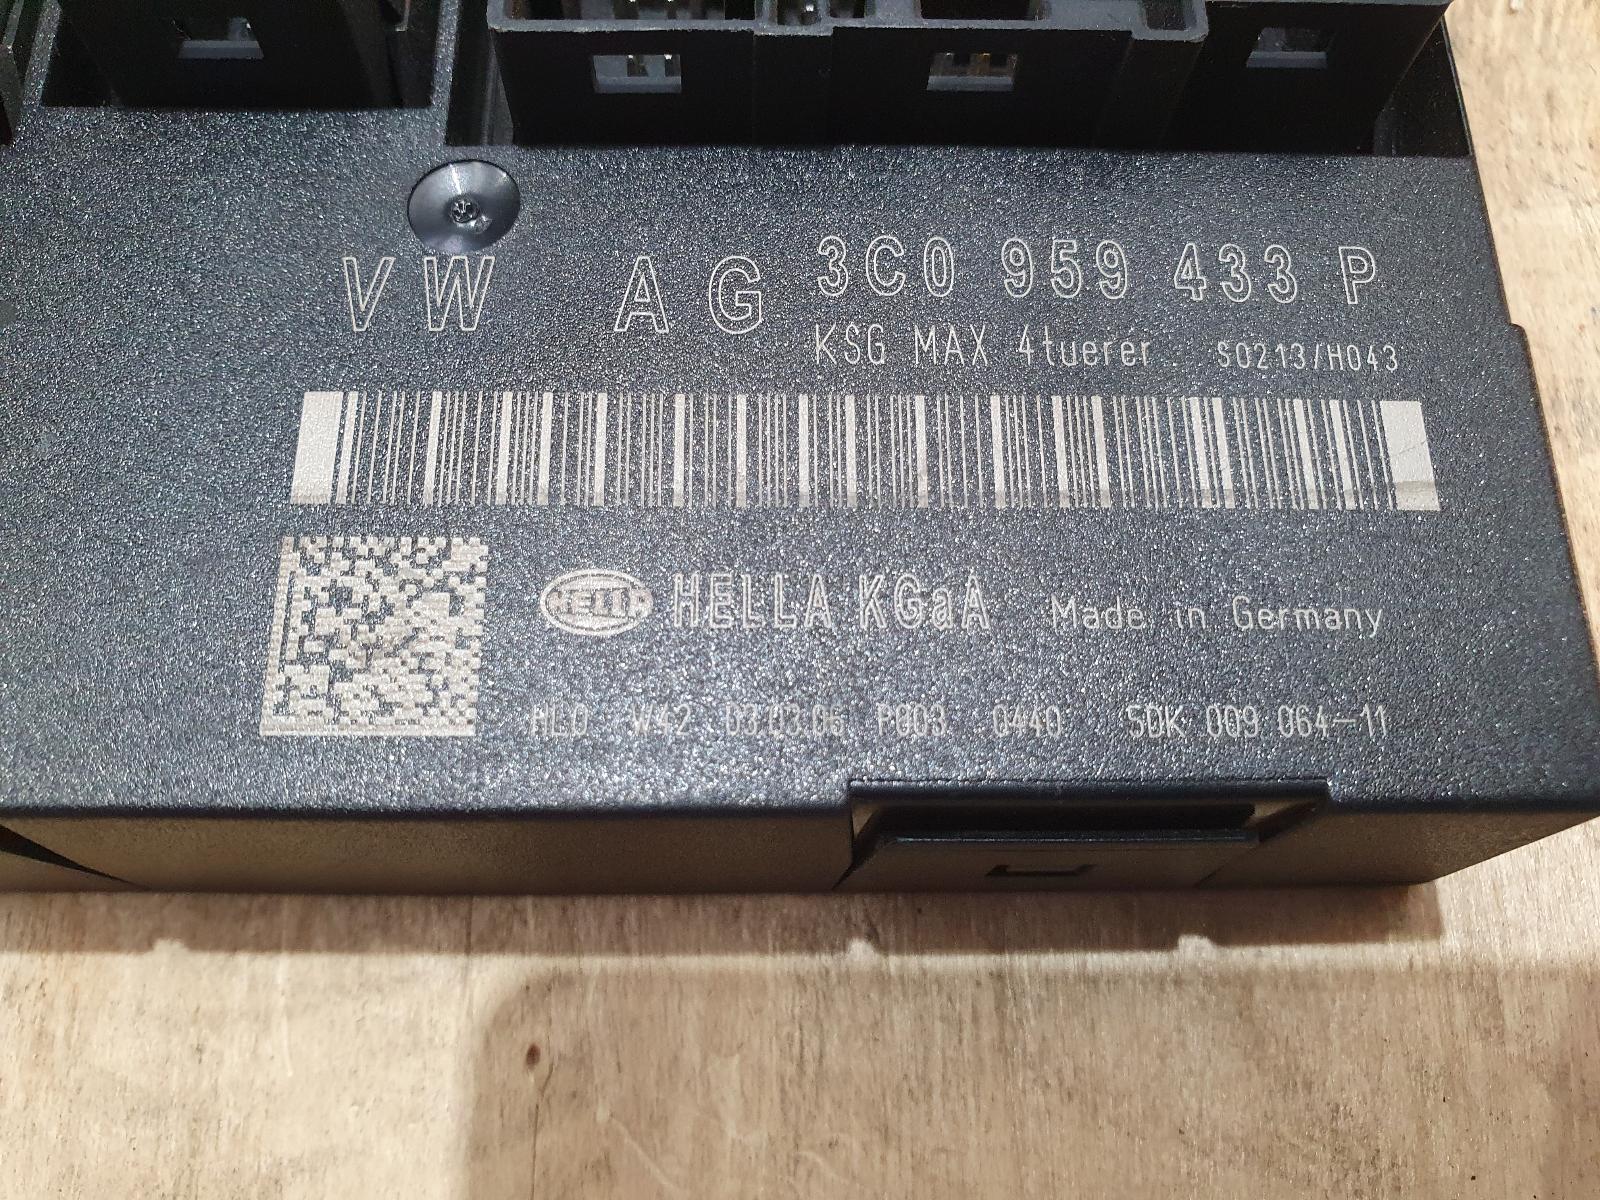 VW AG 3C0 959 433 P
KSG MAX 4tuerer S0213/H043
HELLA HELLA KGaA Made in Germany
HLO W42 03.03.06 P003 0440 5DK 009 064-11